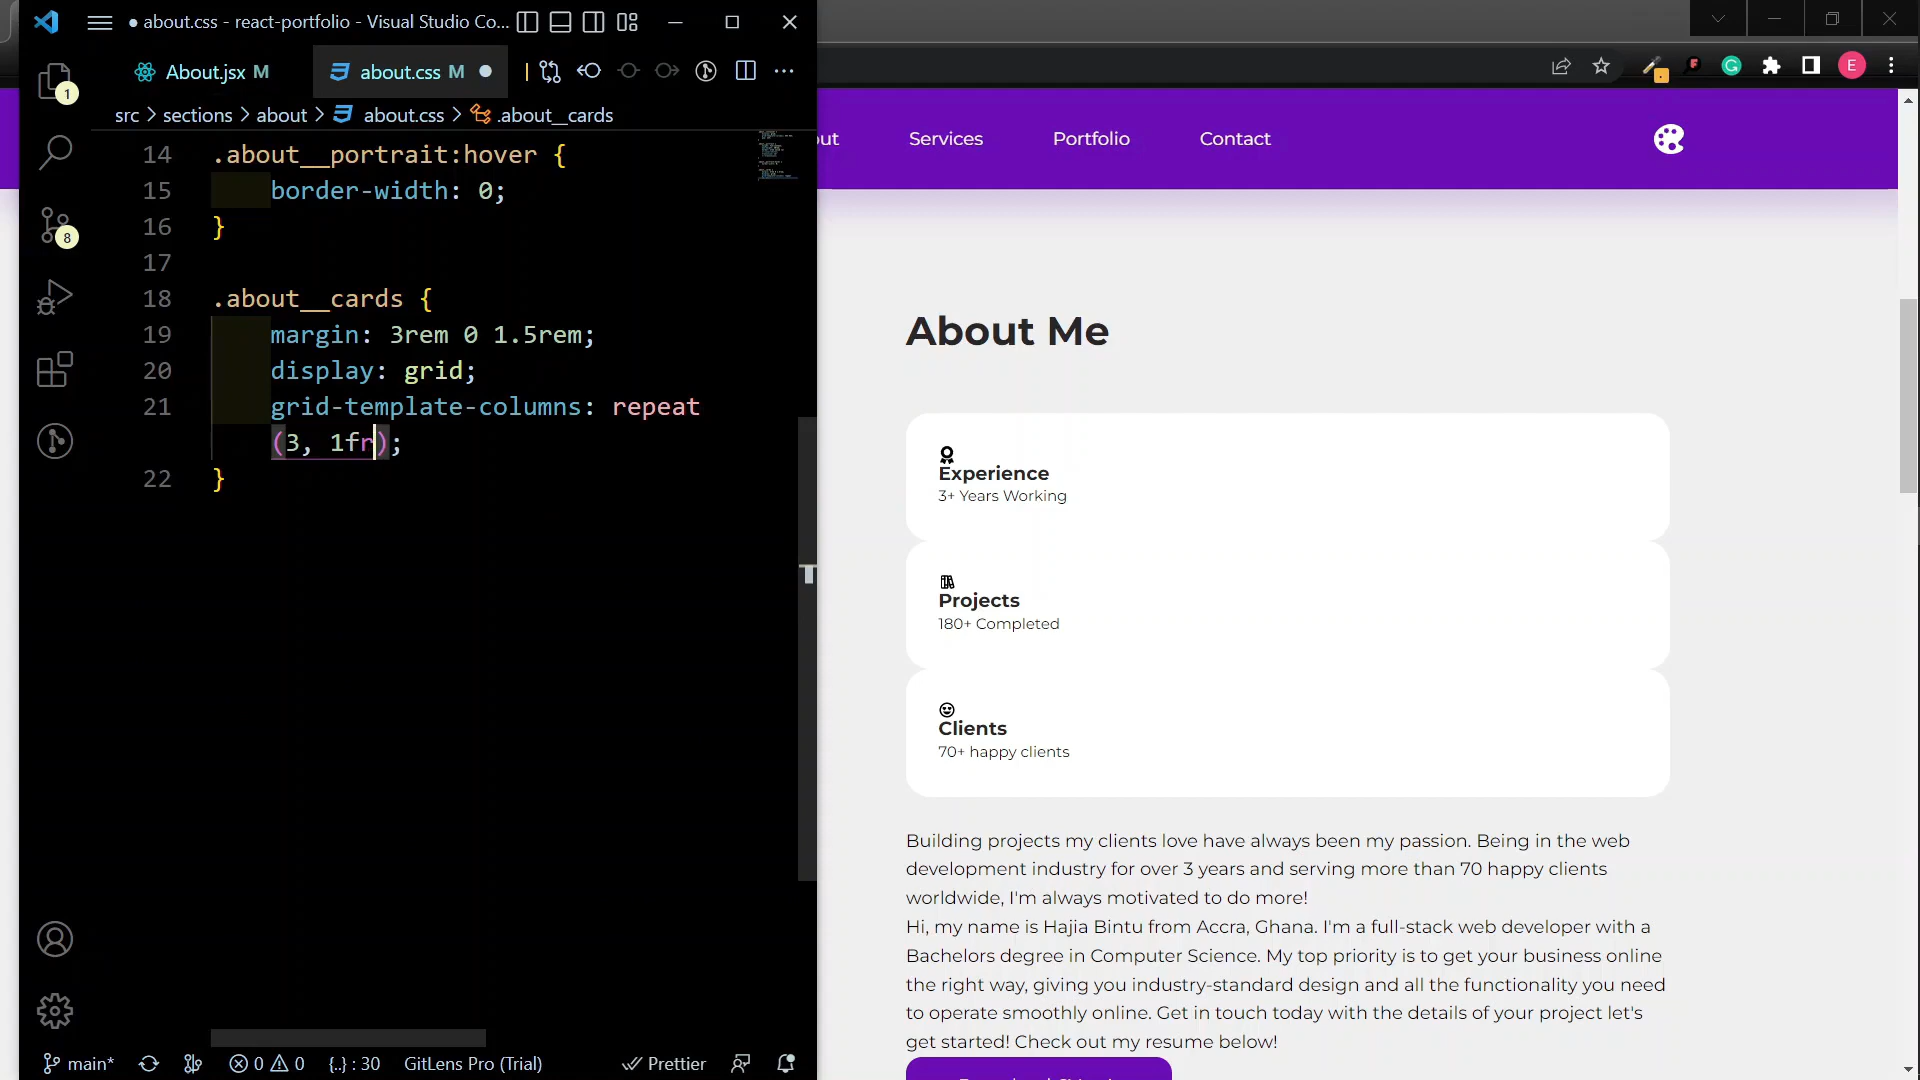 about.css - react-portfolio - Visual Studio Co...
About.jsx M
about.css M
src > sections > about > about.css > .about__cards
14 .about__portrait:hover {
15 border-width: 0;
16 }
17
18 .about__cards {
19 margin: 3rem 0 1.5rem;
20 display: grid;
21 grid-template-columns: repeat
(3, 1fr);
22 }
1
8
main* 0 0 {..} : 30 GitLens Pro (Trial) Prettier
G E
out Services Portfolio Contact
About Me
Experience
3+ Years Working
Projects
180+ Completed
Clients
70+ happy clients
Building projects my clients love have always been my passion. Being in the web
development industry for over 3 years and serving more than 70 happy clients
worldwide, I'm always motivated to do more!
Hi, my name is Hajia Bintu from Accra, Ghana. I'm a full-stack web developer with a
Bachelors degree in Computer Science. My top priority is to get your business online
the right way, giving you industry-standard design and all the functionality you need
to operate smoothly online. Get in touch today with the details of your project let's
get started! Check out my resume below!